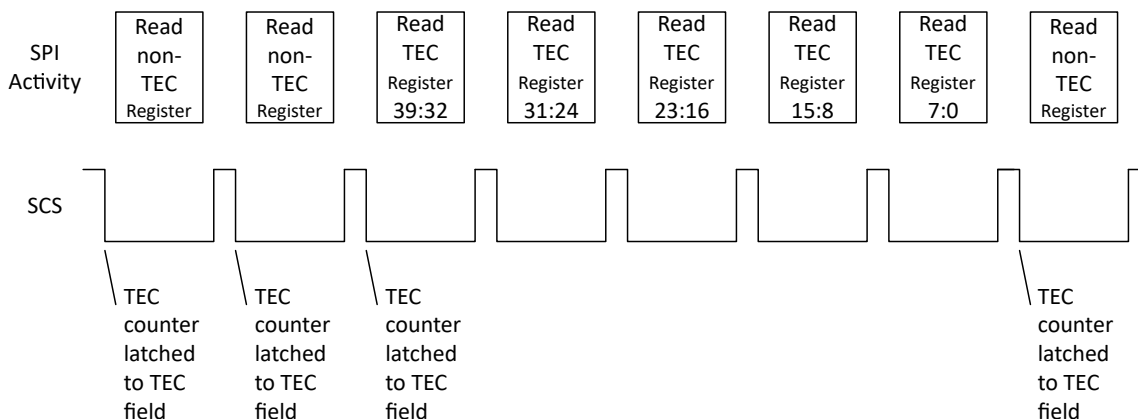 SPI
Activity
Read
non-
TEC
Register
Read
non-
TEC
Register
Read
TEC
Register
39:32
Read
TEC
Register
31:24
Read
TEC
Register
23:16
Read
TEC
Register
15:8
Read
TEC
Register
7:0
Read
non-
TEC
Register
SCS
TEC
counter
latched
to TEC
field
TEC
counter
latched
to TEC
field
TEC
counter
latched
to TEC
field
TEC
counter
latched
to TEC
field